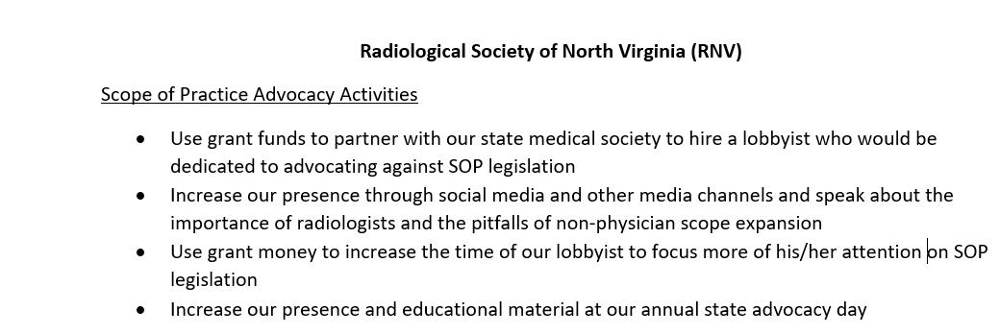 Radiological Society of North Virginia (RNV)
Scope of Practice Advocacy Activities
• Use grant funds to partner with our state medical society to hire a lobbyist who would be
dedicated to advocating against SOP legislation
• Increase our presence through social media and other media channels and speak about the
importance of radiologists and the pitfalls of non-physician scope expansion
• Use grant money to increase the time of our lobbyist to focus more of his/her attention on SOP
legislation
• Increase our presence and educational material at our annual state advocacy day